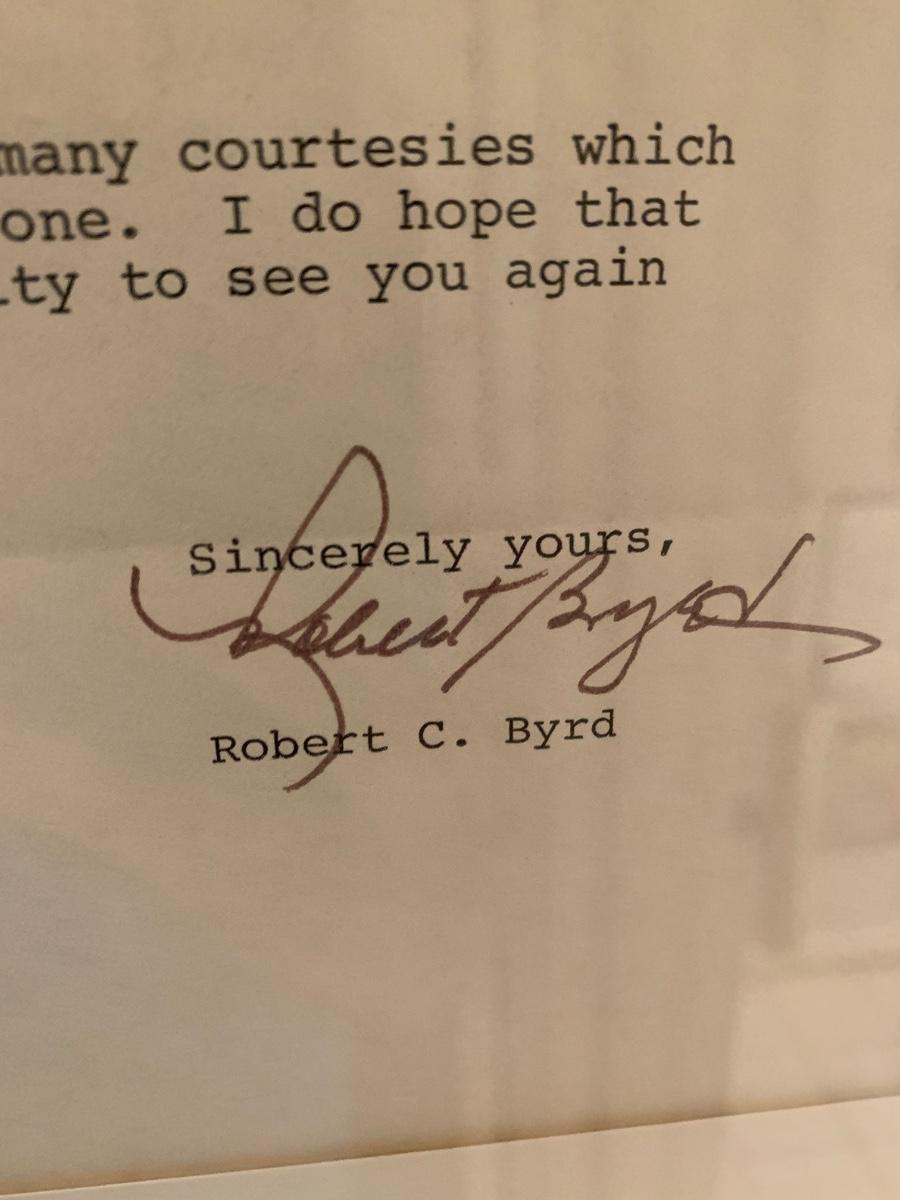 many courtesies which
one.  I do hope that
ty to see you again
Sincerely yours,
Robert Byrd
Robert C. Byrd